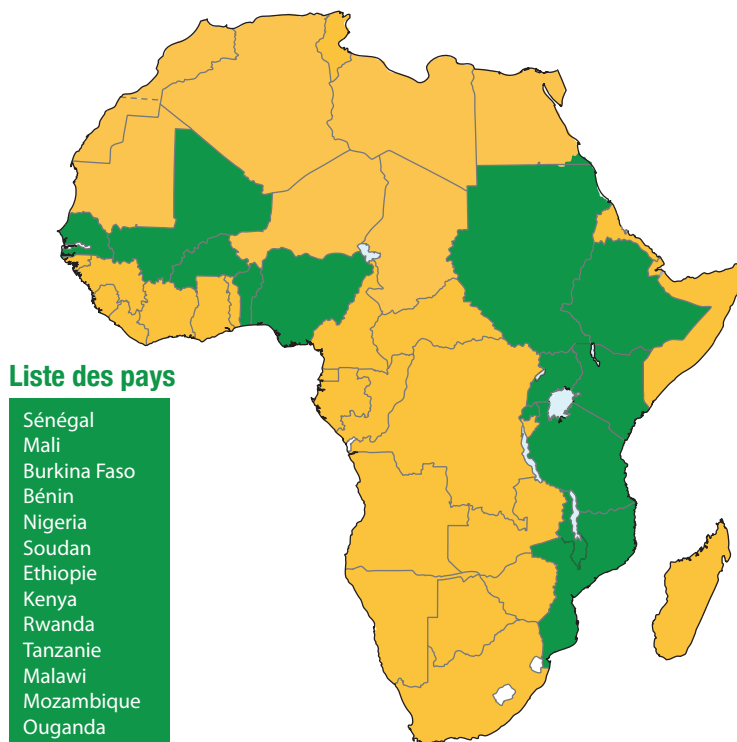 Liste des pays
Sénégal
Mali
Burkina Faso
Bénin
Nigeria
Soudan
Ethiopie
Kenya
Rwanda
Tanzanie
Malawi
Mozambique
Ouganda